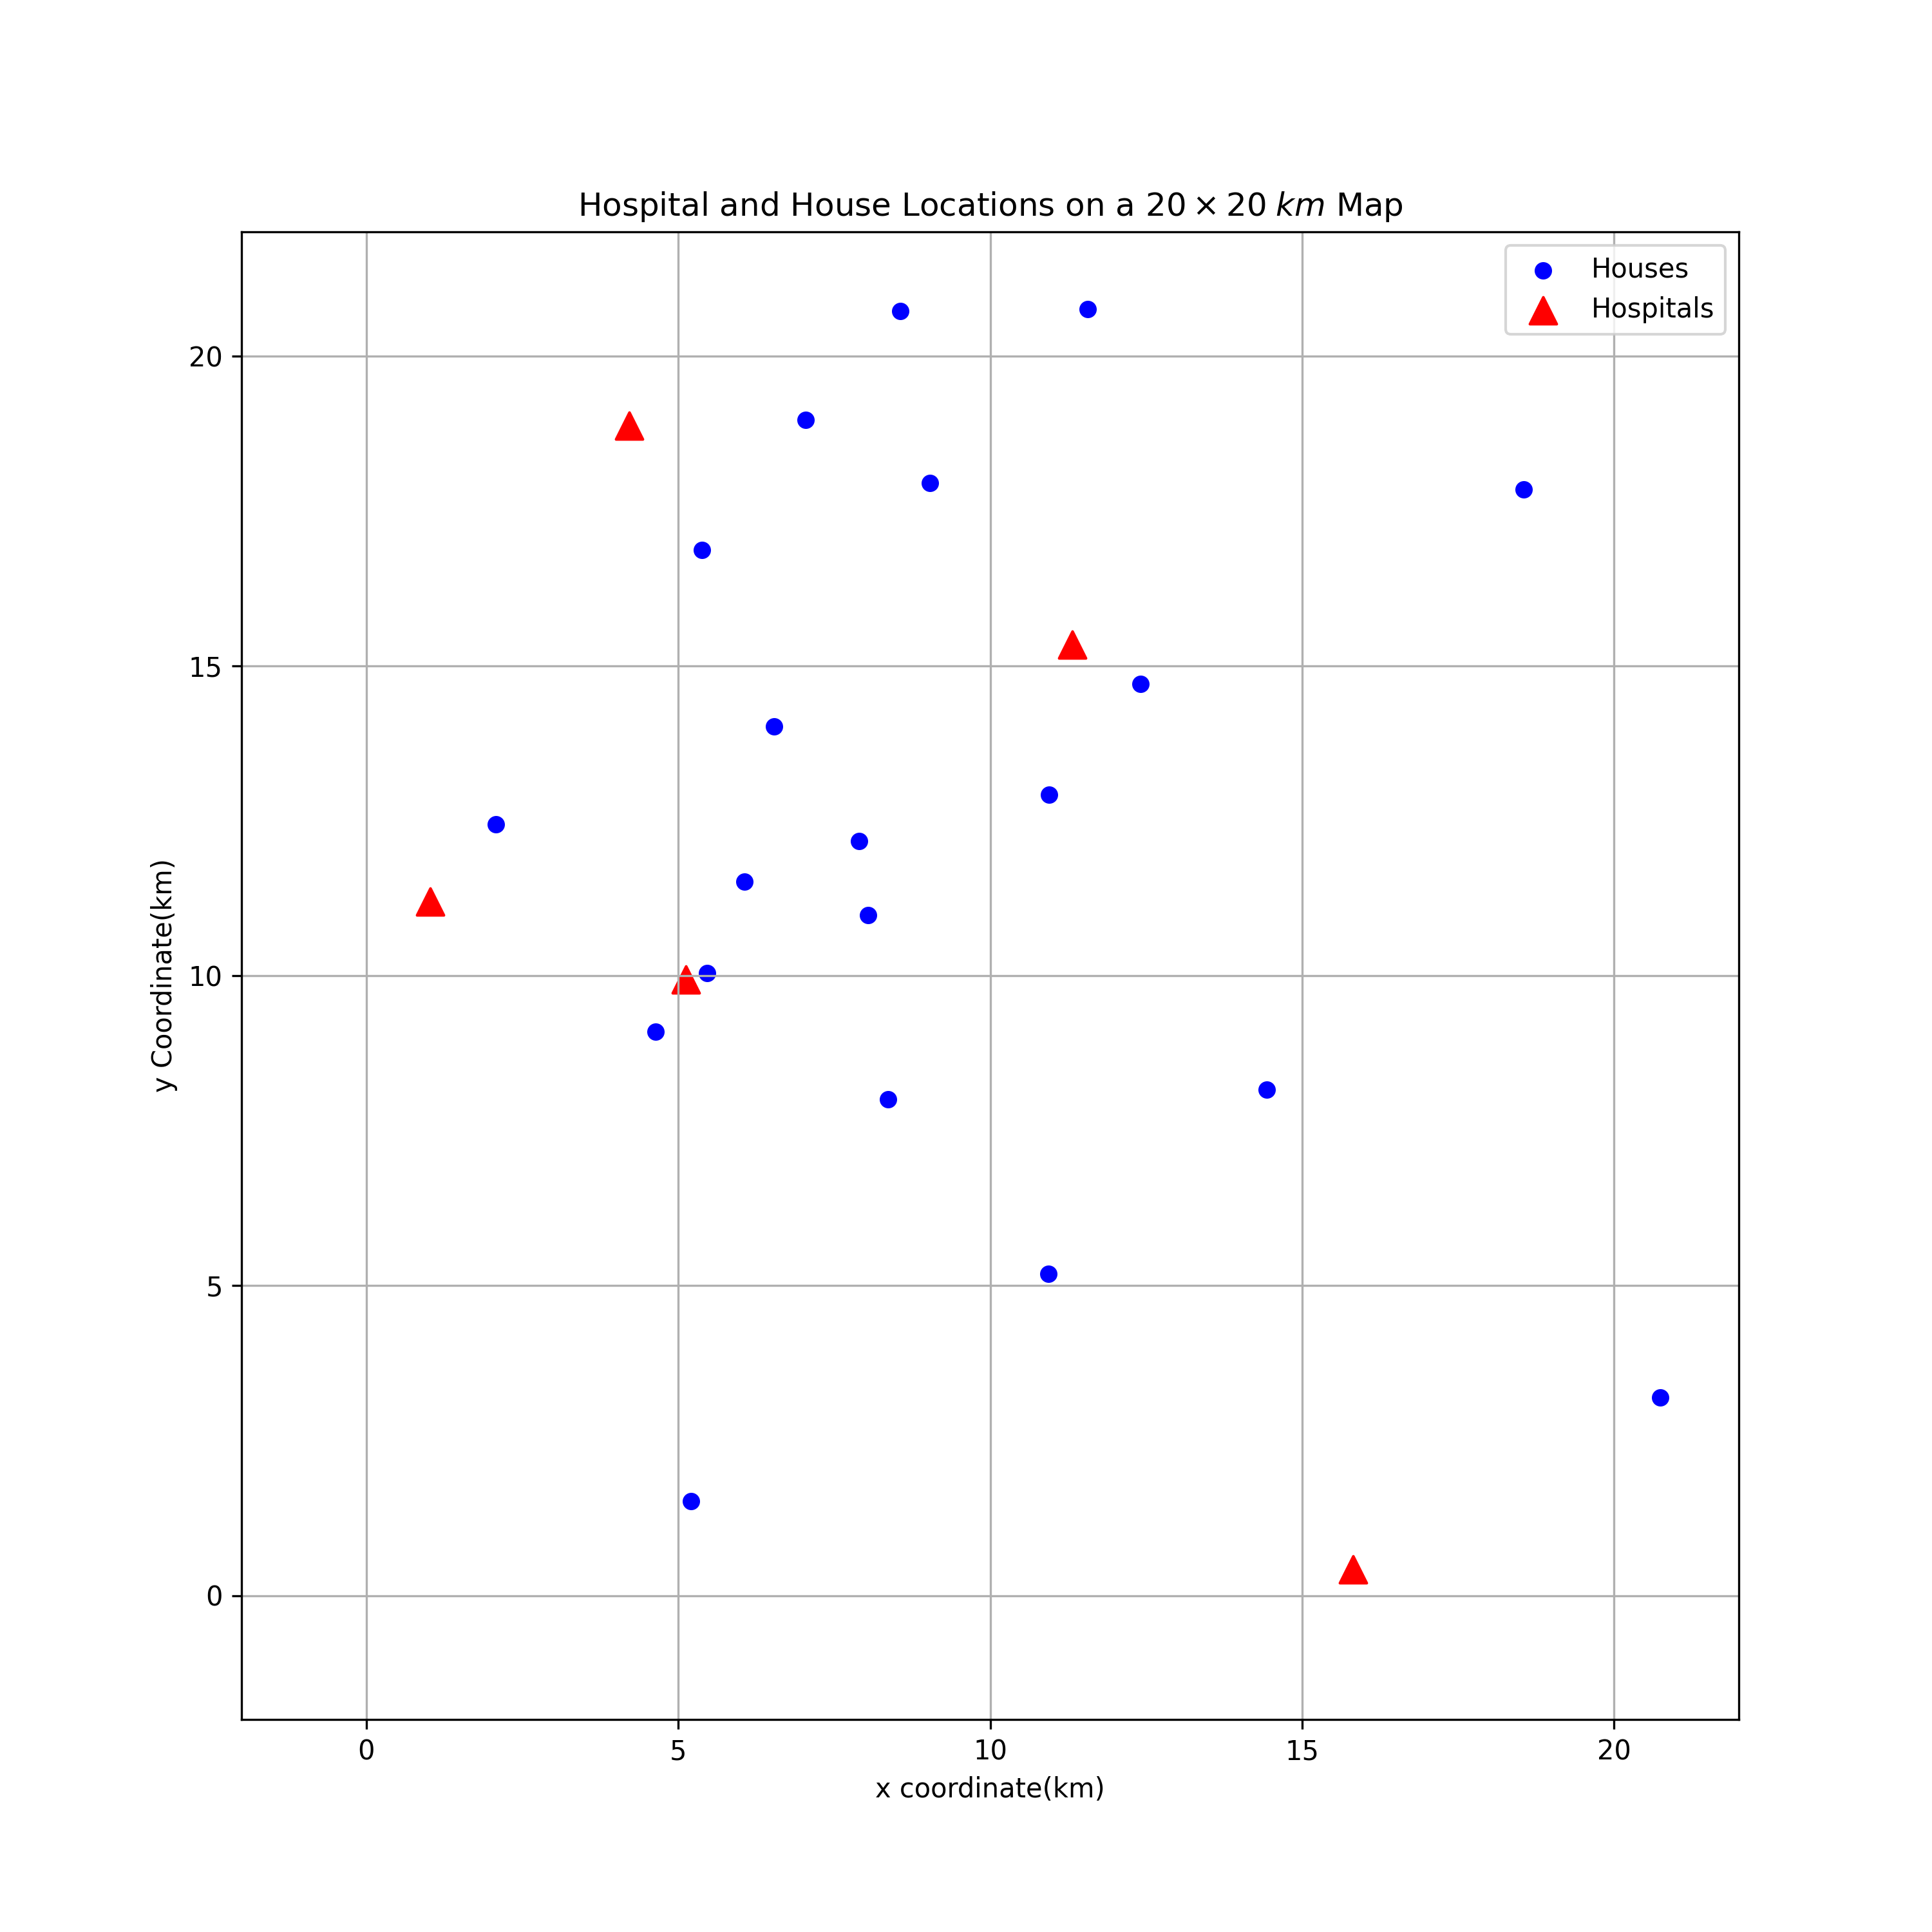 Hospital and House Locations on a 20 × 20 km Map
Houses
Hospitals
20
15
10
5
0
y Coordinate(km)
0 5 10 15 20
x coordinate(km)